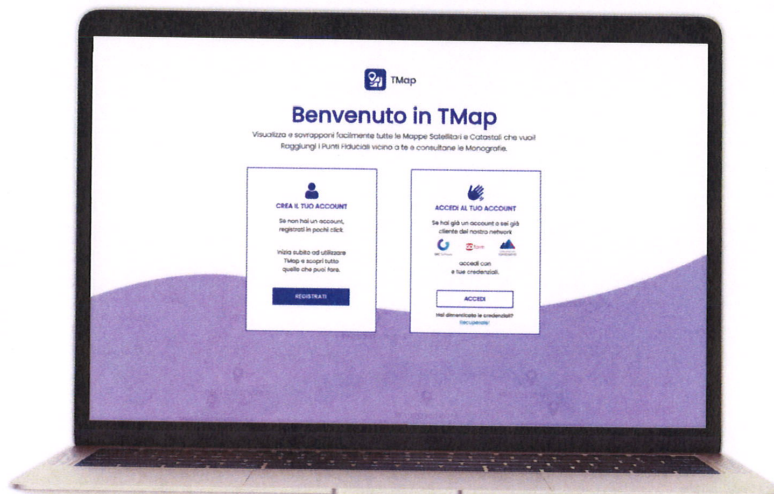 TMap
Benvenuto in TMap
Visualizza e sovrapponi facilmente tutte le Mappe Satellitari e Catastali che vuoi!
Raggiungi i Punti Fiduciali vicino a te e consultane le Monografie.
CREA IL TUO ACCOUNT
Se non hai un account,
registrati in pochi click.
Inizia subito ad utilizzare
TMap e scopri tutto
quello che puoi fare.
REGISTRATI
ACCEDI AL TUO ACCOUNT
Se hai già un account o sei già
cliente del nostro network
accedi con
e tue credenziali.
ACCEDI
Hai dimenticato le credenziali?
Recuperale!